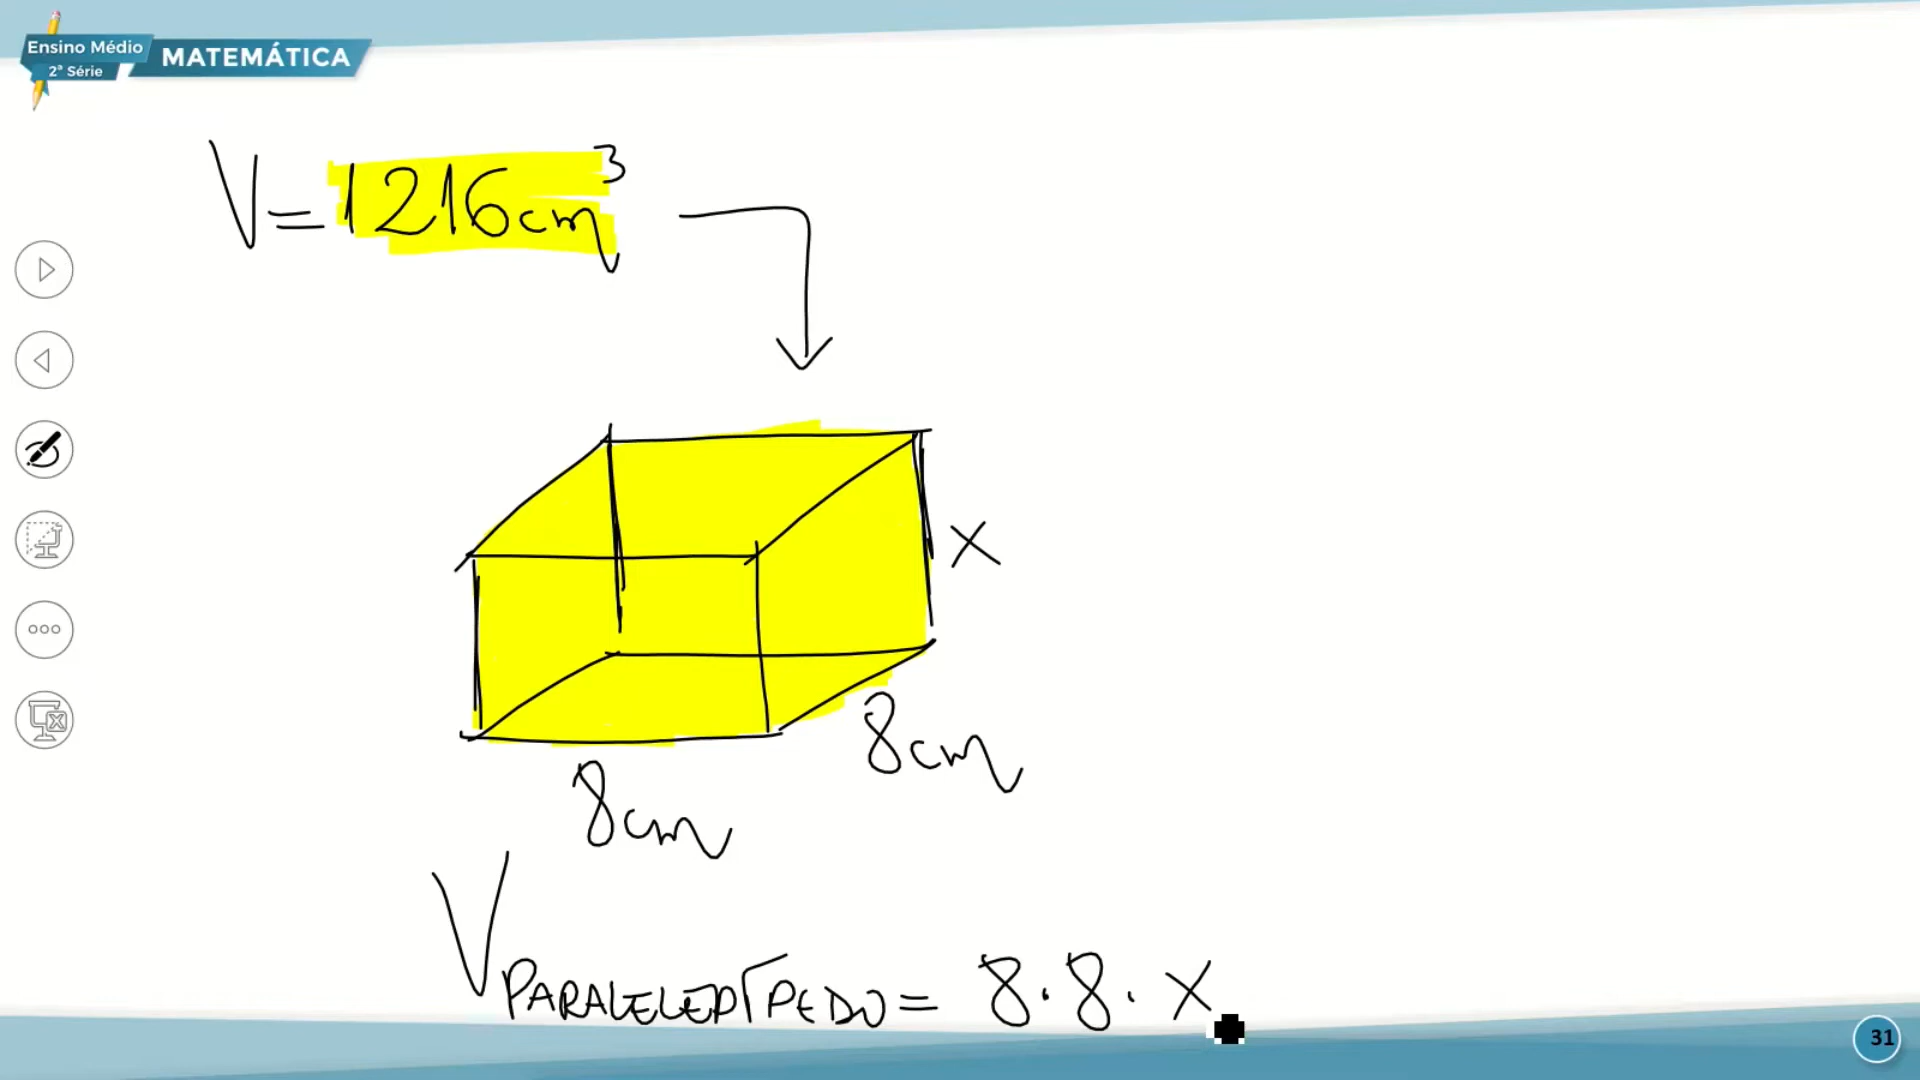 Ensino Médio
2ª Série
MATEMÁTICA
V=1216cm³
x
8cm
8cm
V PARALELEPÍPEDO = 8.8.x
31